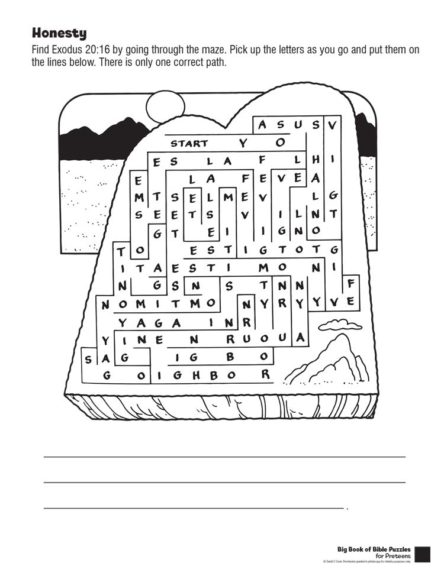 Honesty
Find Exodus 20:16 by going through the maze. Pick up the letters as you go and put them on
the lines below. There is only one correct path.
A S U S V
START Y O
E S L A F L H I
E L A F E V E A
M T S E L M E V L G
S E E T S V I L N T
G T E I I G N O
T O E S T I G T O T G
I T A E S T I M O N I
N G S N S T N N F
N O M I T M O N Y R Y Y V E
Y A G A I N R
Y I N E N R U O U A
S A G I G B O
G O I G H B O R
.
Big Book of Bible Puzzles
for Preteens